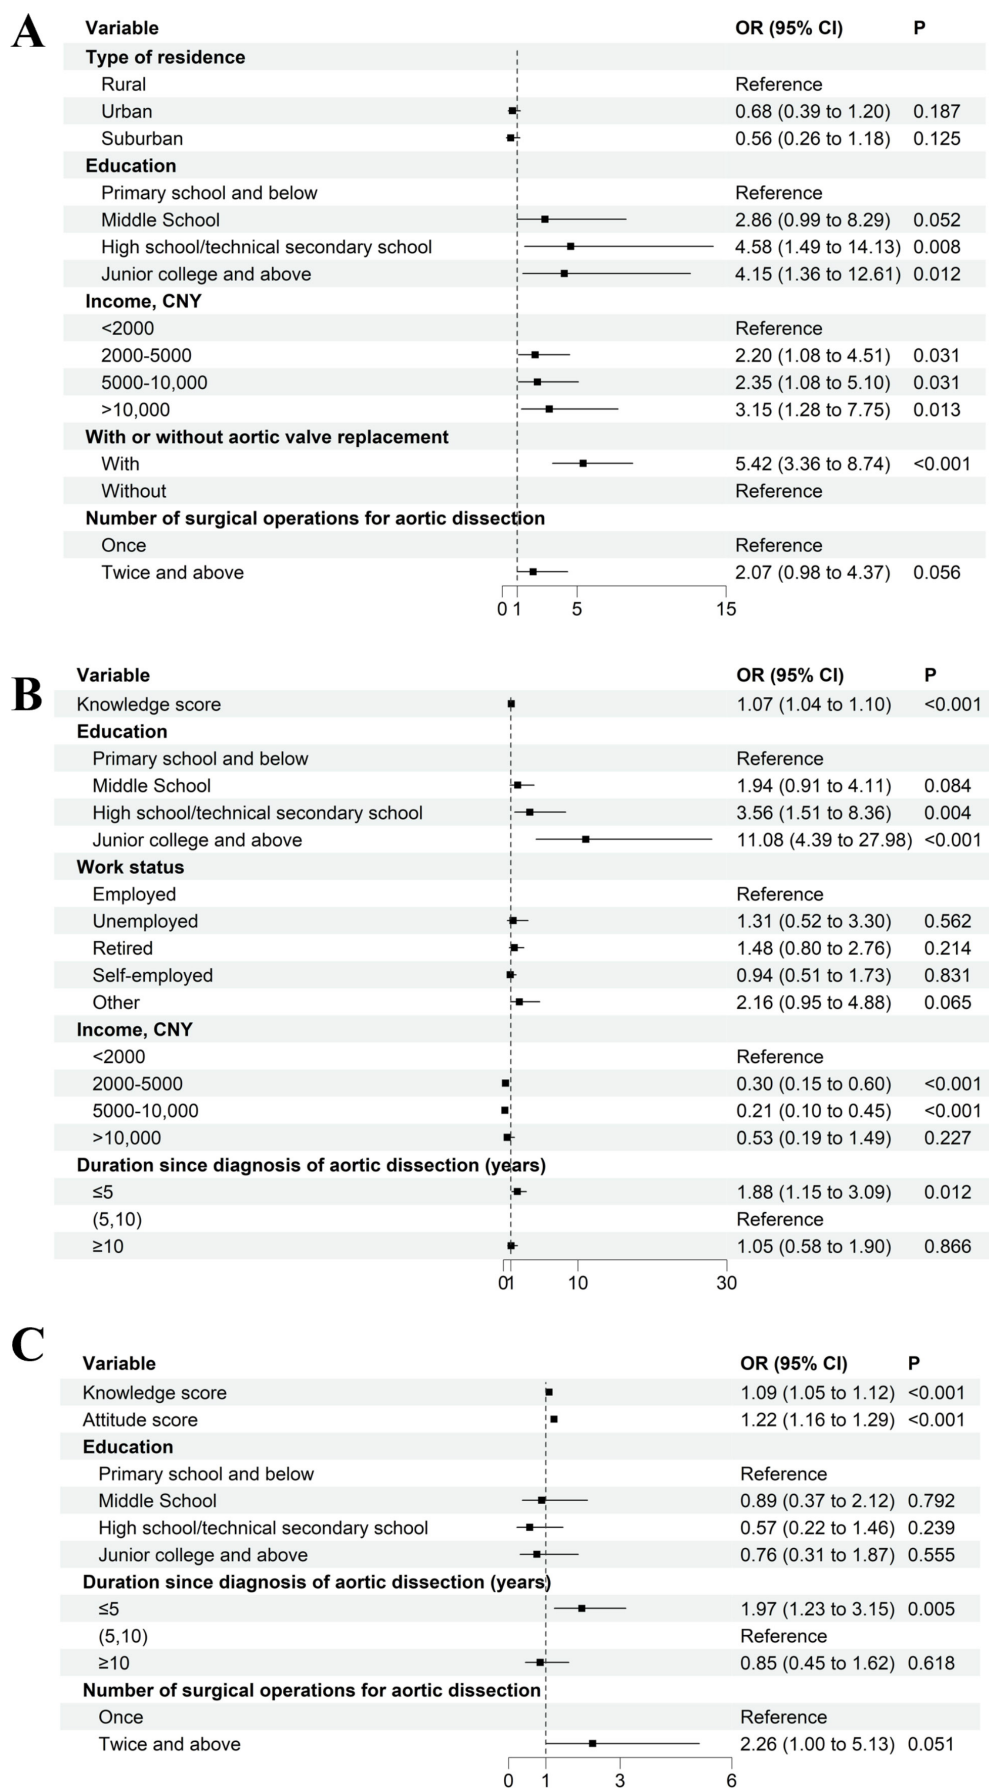 A
Variable OR (95% CI) P
Type of residence
Rural Reference
Urban 0.68 (0.39 to 1.20) 0.187
Suburban 0.56 (0.26 to 1.18) 0.125
Education
Primary school and below Reference
Middle School 2.86 (0.99 to 8.29) 0.052
High school/technical secondary school 4.58 (1.49 to 14.13) 0.008
Junior college and above 4.15 (1.36 to 12.61) 0.012
Income, CNY
<2000 Reference
2000-5000 2.20 (1.08 to 4.51) 0.031
5000-10,000 2.35 (1.08 to 5.10) 0.031
>10,000 3.15 (1.28 to 7.75) 0.013
With or without aortic valve replacement
With 5.42 (3.36 to 8.74) <0.001
Without Reference
Number of surgical operations for aortic dissection
Once Reference
Twice and above 2.07 (0.98 to 4.37) 0.056
0 1 5 15
B
Variable OR (95% CI) P
Knowledge score 1.07 (1.04 to 1.10) <0.001
Education
Primary school and below Reference
Middle School 1.94 (0.91 to 4.11) 0.084
High school/technical secondary school 3.56 (1.51 to 8.36) 0.004
Junior college and above 11.08 (4.39 to 27.98) <0.001
Work status
Employed Reference
Unemployed 1.31 (0.52 to 3.30) 0.562
Retired 1.48 (0.80 to 2.76) 0.214
Self-employed 0.94 (0.51 to 1.73) 0.831
Other 2.16 (0.95 to 4.88) 0.065
Income, CNY
<2000 Reference
2000-5000 0.30 (0.15 to 0.60) <0.001
5000-10,000 0.21 (0.10 to 0.45) <0.001
>10,000 0.53 (0.19 to 1.49) 0.227
Duration since diagnosis of aortic dissection (years)
≤5 1.88 (1.15 to 3.09) 0.012
(5,10) Reference
≥10 1.05 (0.58 to 1.90) 0.866
0 1 10 30
C
Variable OR (95% CI) P
Knowledge score 1.09 (1.05 to 1.12) <0.001
Attitude score 1.22 (1.16 to 1.29) <0.001
Education
Primary school and below Reference
Middle School 0.89 (0.37 to 2.12) 0.792
High school/technical secondary school 0.57 (0.22 to 1.46) 0.239
Junior college and above 0.76 (0.31 to 1.87) 0.555
Duration since diagnosis of aortic dissection (years)
≤5 1.97 (1.23 to 3.15) 0.005
(5,10) Reference
≥10 0.85 (0.45 to 1.62) 0.618
Number of surgical operations for aortic dissection
Once Reference
Twice and above 2.26 (1.00 to 5.13) 0.051
0 1 3 6